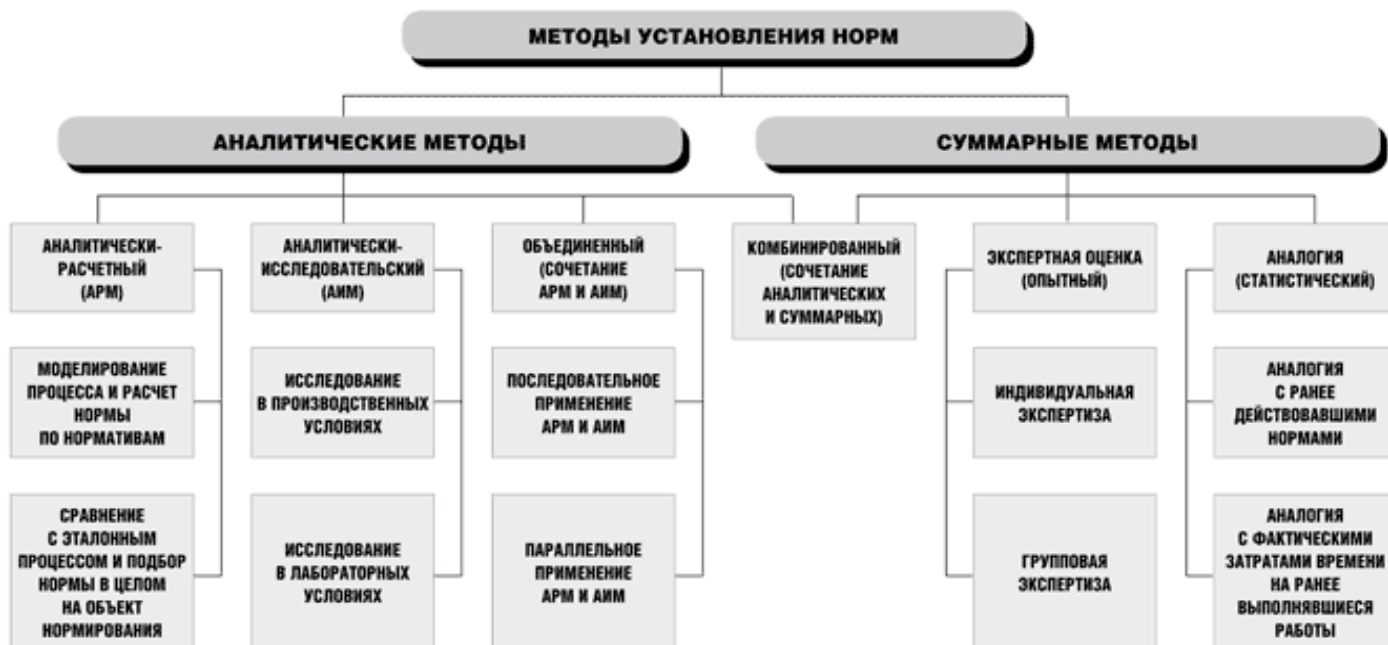 МЕТОДЫ УСТАНОВЛЕНИЯ НОРМ
АНАЛИТИЧЕСКИЕ МЕТОДЫ
СУММАРНЫЕ МЕТОДЫ
АНАЛИТИЧЕСКИ-
РАСЧЕТНЫЙ
(АРМ)
АНАЛИТИЧЕСКИ-
ИССЛЕДОВАТЕЛЬСКИЙ
(АИМ)
ОБЪЕДИНЕННЫЙ
(СОЧЕТАНИЕ
АРМ И АИМ)
КОМБИНИРОВАННЫЙ
(СОЧЕТАНИЕ
АНАЛИТИЧЕСКИХ
И СУММАРНЫХ)
ЭКСПЕРТНАЯ ОЦЕНКА
(ОПЫТНЫЙ)
АНАЛОГИЯ
(СТАТИСТИЧЕСКИЙ)
МОДЕЛИРОВАНИЕ
ПРОЦЕССА И РАСЧЕТ
НОРМЫ
ПО НОРМАТИВАМ
ИССЛЕДОВАНИЕ
В ПРОИЗВОДСТВЕННЫХ
УСЛОВИЯХ
ПОСЛЕДОВАТЕЛЬНОЕ
ПРИМЕНЕНИЕ
АРМ И АИМ
ИНДИВИДУАЛЬНАЯ
ЭКСПЕРТИЗА
АНАЛОГИЯ
С РАНЕЕ
ДЕЙСТВОВАВШИМИ
НОРМАМИ
СРАВНЕНИЕ
С ЭТАЛОННЫМ
ПРОЦЕССОМ И ПОДБОР
НОРМЫ В ЦЕЛОМ
НА ОБЪЕКТ
НОРМИРОВАНИЯ
ИССЛЕДОВАНИЕ
В ЛАБОРАТОРНЫХ
УСЛОВИЯХ
ПАРАЛЛЕЛЬНОЕ
ПРИМЕНЕНИЕ
АРМ И АИМ
ГРУППОВАЯ
ЭКСПЕРТИЗА
АНАЛОГИЯ
С ФАКТИЧЕСКИМИ
ЗАТРАТАМИ ВРЕМЕНИ
НА РАНЕЕ
ВЫПОЛНЯВШИЕСЯ
РАБОТЫ